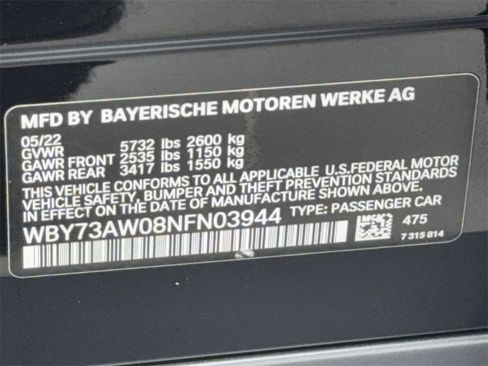 MFD BY BAYERISCHE MOTOREN WERKE AG
05/22
GVWR 5732 lbs 2600 kg
GAWR FRONT 2535 lbs 1150 kg
GAWR REAR 3417 lbs 1550 kg
THIS VEHICLE CONFORMS TO ALL APPLICABLE U.S.FEDERAL MOTOR
VEHICLE SAFETY, BUMPER AND THEFT PREVENTION STANDARDS
IN EFFECT ON THE DATE OF MANUFACTURE SHOWN ABOVE.
WBY73AW08NFN03944 TYPE: PASSENGER CAR
475
7 315 814